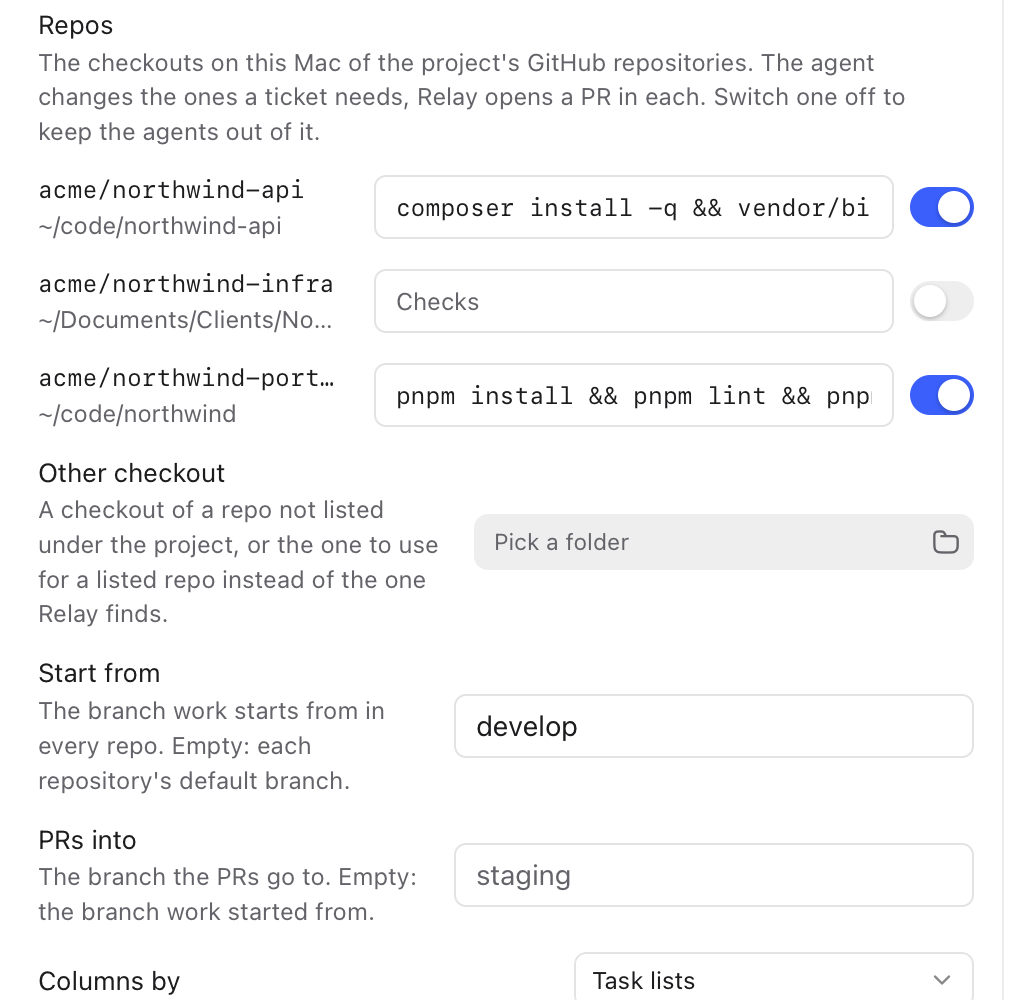 Repos
The checkouts on this Mac of the project's GitHub repositories. The agent
changes the ones a ticket needs, Relay opens a PR in each. Switch one off to
keep the agents out of it.
acme/northwind-api
~/code/northwind-api
composer install -q && vendor/bi
acme/northwind-infra
~/Documents/Clients/No...
Checks
acme/northwind-port...
~/code/northwind
pnpm install && pnpm lint && pnp
Other checkout
A checkout of a repo not listed
under the project, or the one to use
for a listed repo instead of the one
Relay finds.
Pick a folder
Start from
The branch work starts from in
every repo. Empty: each
repository's default branch.
develop
PRs into
The branch the PRs go to. Empty:
the branch work started from.
staging
Columns by
Task lists